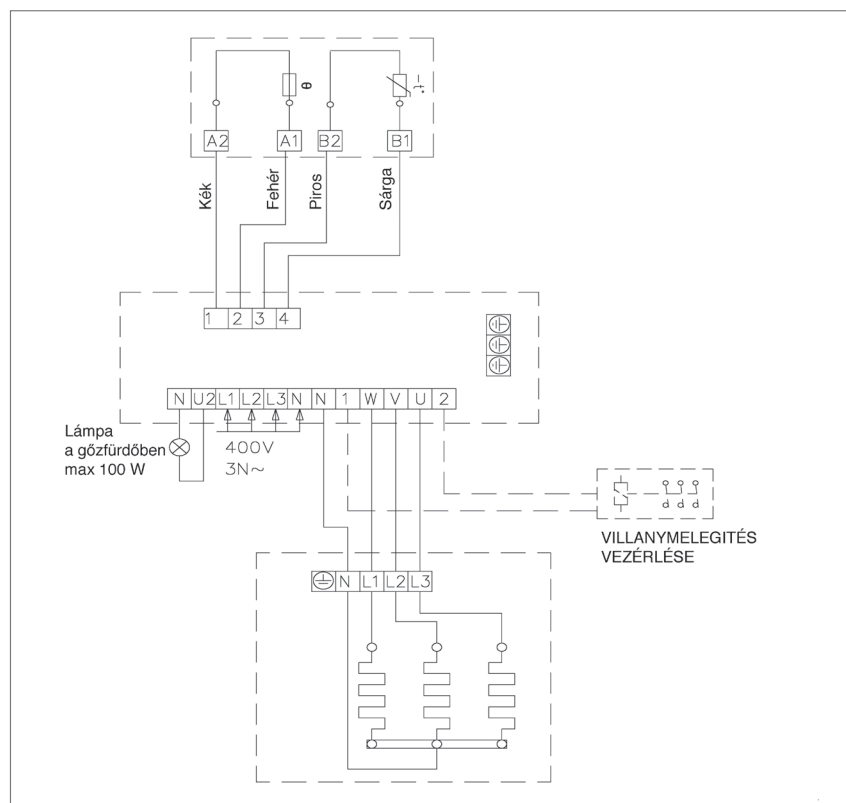 θ
-t°
A2 A1 B2 B1
Kék
Fehér
Piros
Sárga
1 2 3 4
N U2 L1 L2 L3 N N 1 W V U 2
Lámpa
a gőzfürdőben
max 100 W
400V
3N~
VILLANYMELEGITÉS
VEZÉRLÉSE
N L1 L2 L3